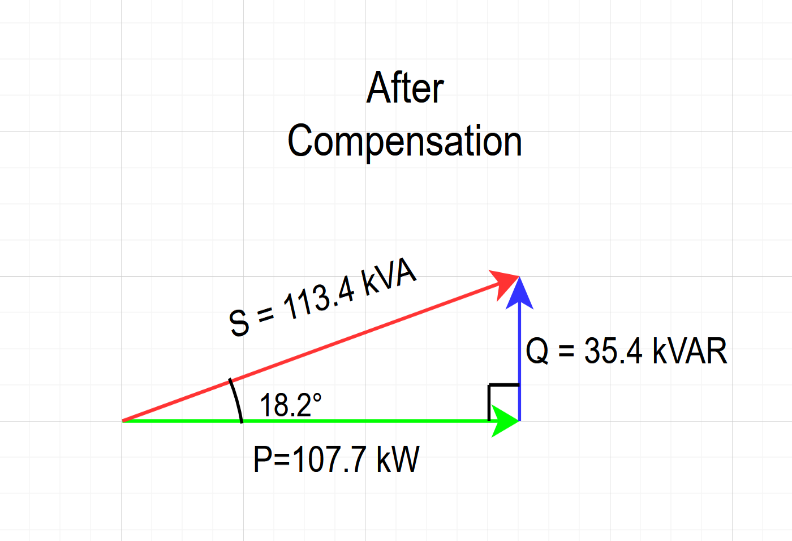 After
Compensation
S = 113.4 kVA
Q = 35.4 kVAR
18.2°
P=107.7 kW